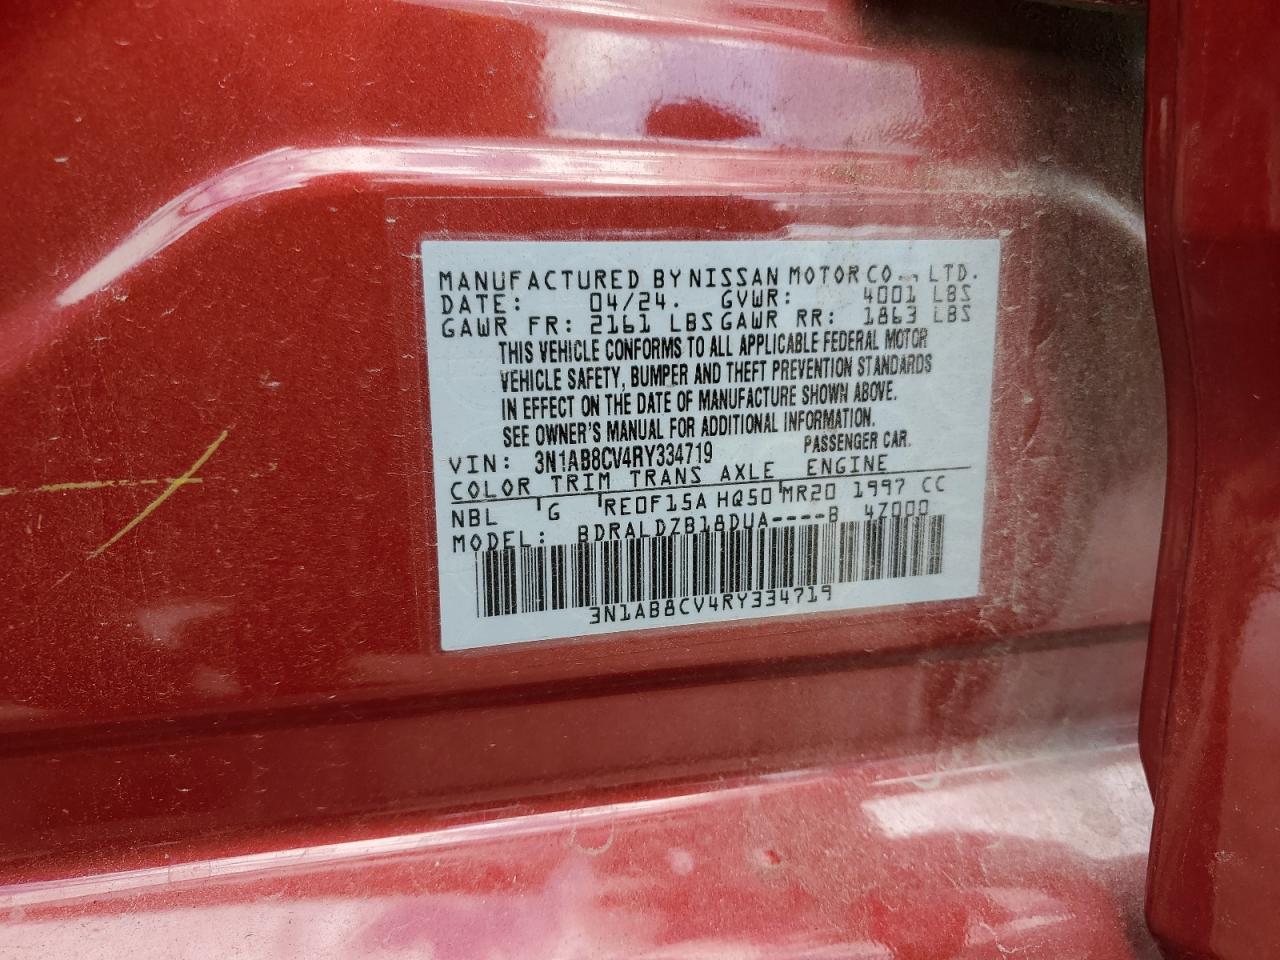 MANUFACTURED BY NISSAN MOTOR CO., LTD.
DATE: 04/24. GVWR: 4001 LBS
GAWR FR: 2161 LBS GAWR RR: 1863 LBS
THIS VEHICLE CONFORMS TO ALL APPLICABLE FEDERAL MOTOR
VEHICLE SAFETY, BUMPER AND THEFT PREVENTION STANDARDS
IN EFFECT ON THE DATE OF MANUFACTURE SHOWN ABOVE.
SEE OWNER'S MANUAL FOR ADDITIONAL INFORMATION.
VIN: 3N1AB8CV4RY334719 PASSENGER CAR.
COLOR TRIM TRANS AXLE ENGINE
NBL G RE0F15A HQ50 MR20 1997 CC
MODEL: BDRALDZB18DUA----B 4Z000
3N1AB8CV4RY334719